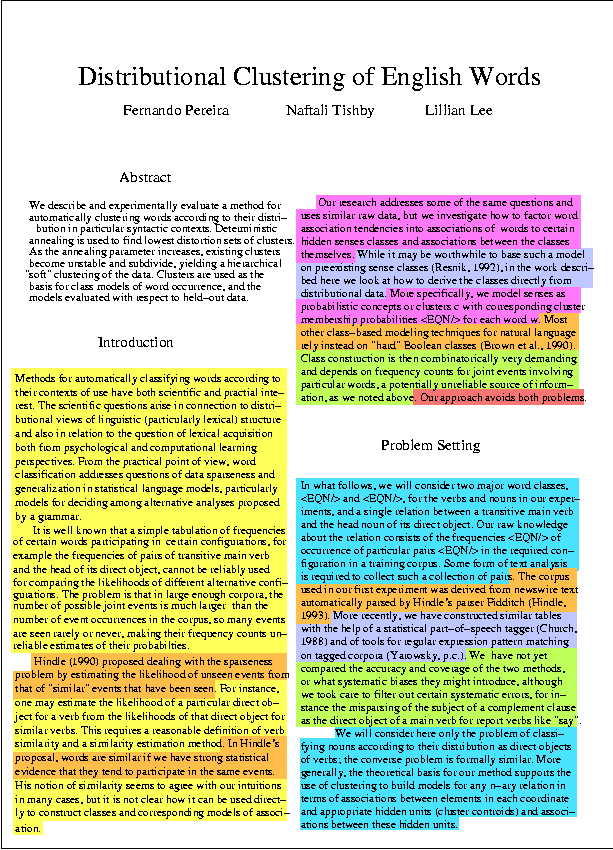 Distributional Clustering of English Words
Fernando Pereira Naftali Tishby Lillian Lee
Abstract
We describe and experimentally evaluate a method for
automatically clustering words according to their distri–
bution in particular syntactic contexts. Deterministic
annealing is used to find lowest distortion sets of clusters.
As the annealing parameter increases, existing clusters
become unstable and subdivide, yielding a hierarchical
"soft" clustering of the data. Clusters are used as the
basis for class models of word occurrence, and the
models evaluated with respect to held–out data.
Introduction
Methods for automatically classifying words according to
their contexts of use have both scientific and practial inte–
rest. The scientific questions arise in connection to distri–
butional views of linguistic (particularly lexical) structure
and also in relation to the question of lexical acquisition
both from psychological and computational learning
perspectives. From the practical point of view, word
classification addresses questions of data sparseness and
generalization in statistical language models, particularly
models for deciding among alternative analyses proposed
by a grammar.
It is well known that a simple tabulation of frequencies
of certain words participating in certain configurations, for
example the frequencies of pairs of transitive main verb
and the head of its direct object, cannot be reliably used
for comparing the likelihoods of different alternative confi–
gurations. The problem is that in large enough corpora, the
number of possible joint events is much larger than the
number of event occurrences in the corpus, so many events
are seen rarely or never, making their frequency counts un–
reliable estimates of their probabilties.
Hindle (1990) proposed dealing with the sparseness
problem by estimating the likelihood of unseen events from
that of "similar" events that have been seen. For instance,
one may estimate the likelihood of a particular direct ob–
ject for a verb from the likelihoods of that direct object for
similar verbs. This requires a reasonable definition of verb
similarity and a similarity estimation method. In Hindle's
proposal, words are similar if we have strong statistical
evidence that they tend to participate in the same events.
His notion of similarity seems to agree with our intuitions
in many cases, but it is not clear how it can be used direct–
ly to construct classes and corresponding models of associ–
ation.
Our research addresses some of the same questions and
uses similar raw data, but we investigate how to factor word
association tendencies into associations of words to certain
hidden senses classes and associations between the classes
themselves. While it may be worthwhile to base such a model
on preexisting sense classes (Resnik, 1992), in the work descri–
bed here we look at how to derive the classes directly from
distributional data. More specifically, we model senses as
probabilistic concepts or clusters c with corresponding cluster
membership probabilities <EQN/> for each word w. Most
other class–based modeling techniques for natural language
rely instead on "hard" Boolean classes (Brown et al., 1990).
Class construction is then combinatorically very demanding
and depends on frequency counts for joint events involving
particular words, a potentially unreliable source of inform–
ation, as we noted above. Our approach avoids both problems.
Problem Setting
In what follows, we will consider two major word classes,
<EQN/> and <EQN/>, for the verbs and nouns in our exper–
iments, and a single relation between a transitive main verb
and the head noun of its direct object. Our raw knowledge
about the relation consists of the frequencies <EQN/> of
occurrence of particular pairs <EQN/> in the required con–
figuration in a training corpus. Some form of text analysis
is required to collect such a collection of pairs. The corpus
used in our first experiment was derived from newswire text
automatically parsed by Hindle's parser Fidditch (Hindle,
1993). More recently, we have constructed similar tables
with the help of a statistical part–of–speech tagger (Church,
1988) and of tools for regular expression pattern matching
on tagged corpora (Yarowsky, p.c.). We have not yet
compared the accuracy and coverage of the two methods,
or what systematic biases they might introduce, although
we took care to filter out certain systematic errors, for in–
stance the misparsing of the subject of a complement clause
as the direct object of a main verb for report verbs like "say".
We will consider here only the problem of classi–
fying nouns according to their distribution as direct objects
of verbs; the converse problem is formally similar. More
generally, the theoretical basis for our method supports the
use of clustering to build models for any n–ary relation in
terms of associations between elements in each coordinate
and appropriate hidden units (cluster controids) and associ–
ations between these hidden units.